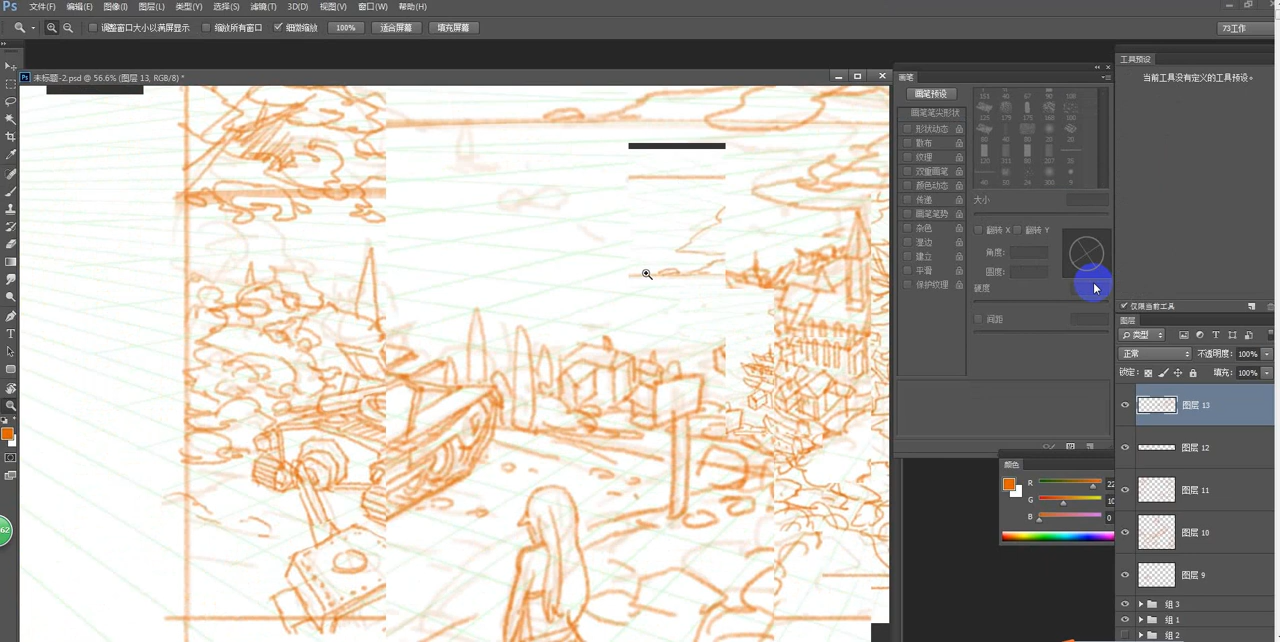 Ps 文件(F) 编辑(E) 图像(I) 图层(L) 类型(Y) 选择(S) 滤镜(T) 3D(D) 视图(V) 窗口(W) 帮助(H)
调整窗口大小以满屏显示 缩放所有窗口 细微缩放 100% 适合屏幕 填充屏幕 73工作
未标题-2.psd @ 56.6% (图层 13, RGB/8) *
画笔
画笔预设
画笔笔尖形状
形状动态
散布
纹理
双重画笔
颜色动态
传递
画笔笔势
杂色
湿边
建立
平滑
保护纹理
大小
翻转 X 翻转 Y
角度:
圆度:
硬度
间距
工具预设
当前工具没有定义的工具预设。
仅限当前工具
图层
类型
正常 不透明度: 100%
锁定: 填充: 100%
图层 13
图层 12
图层 11
图层 10
图层 9
组 3
组 1
组 2
颜色
R 22
G 10
B 0
62